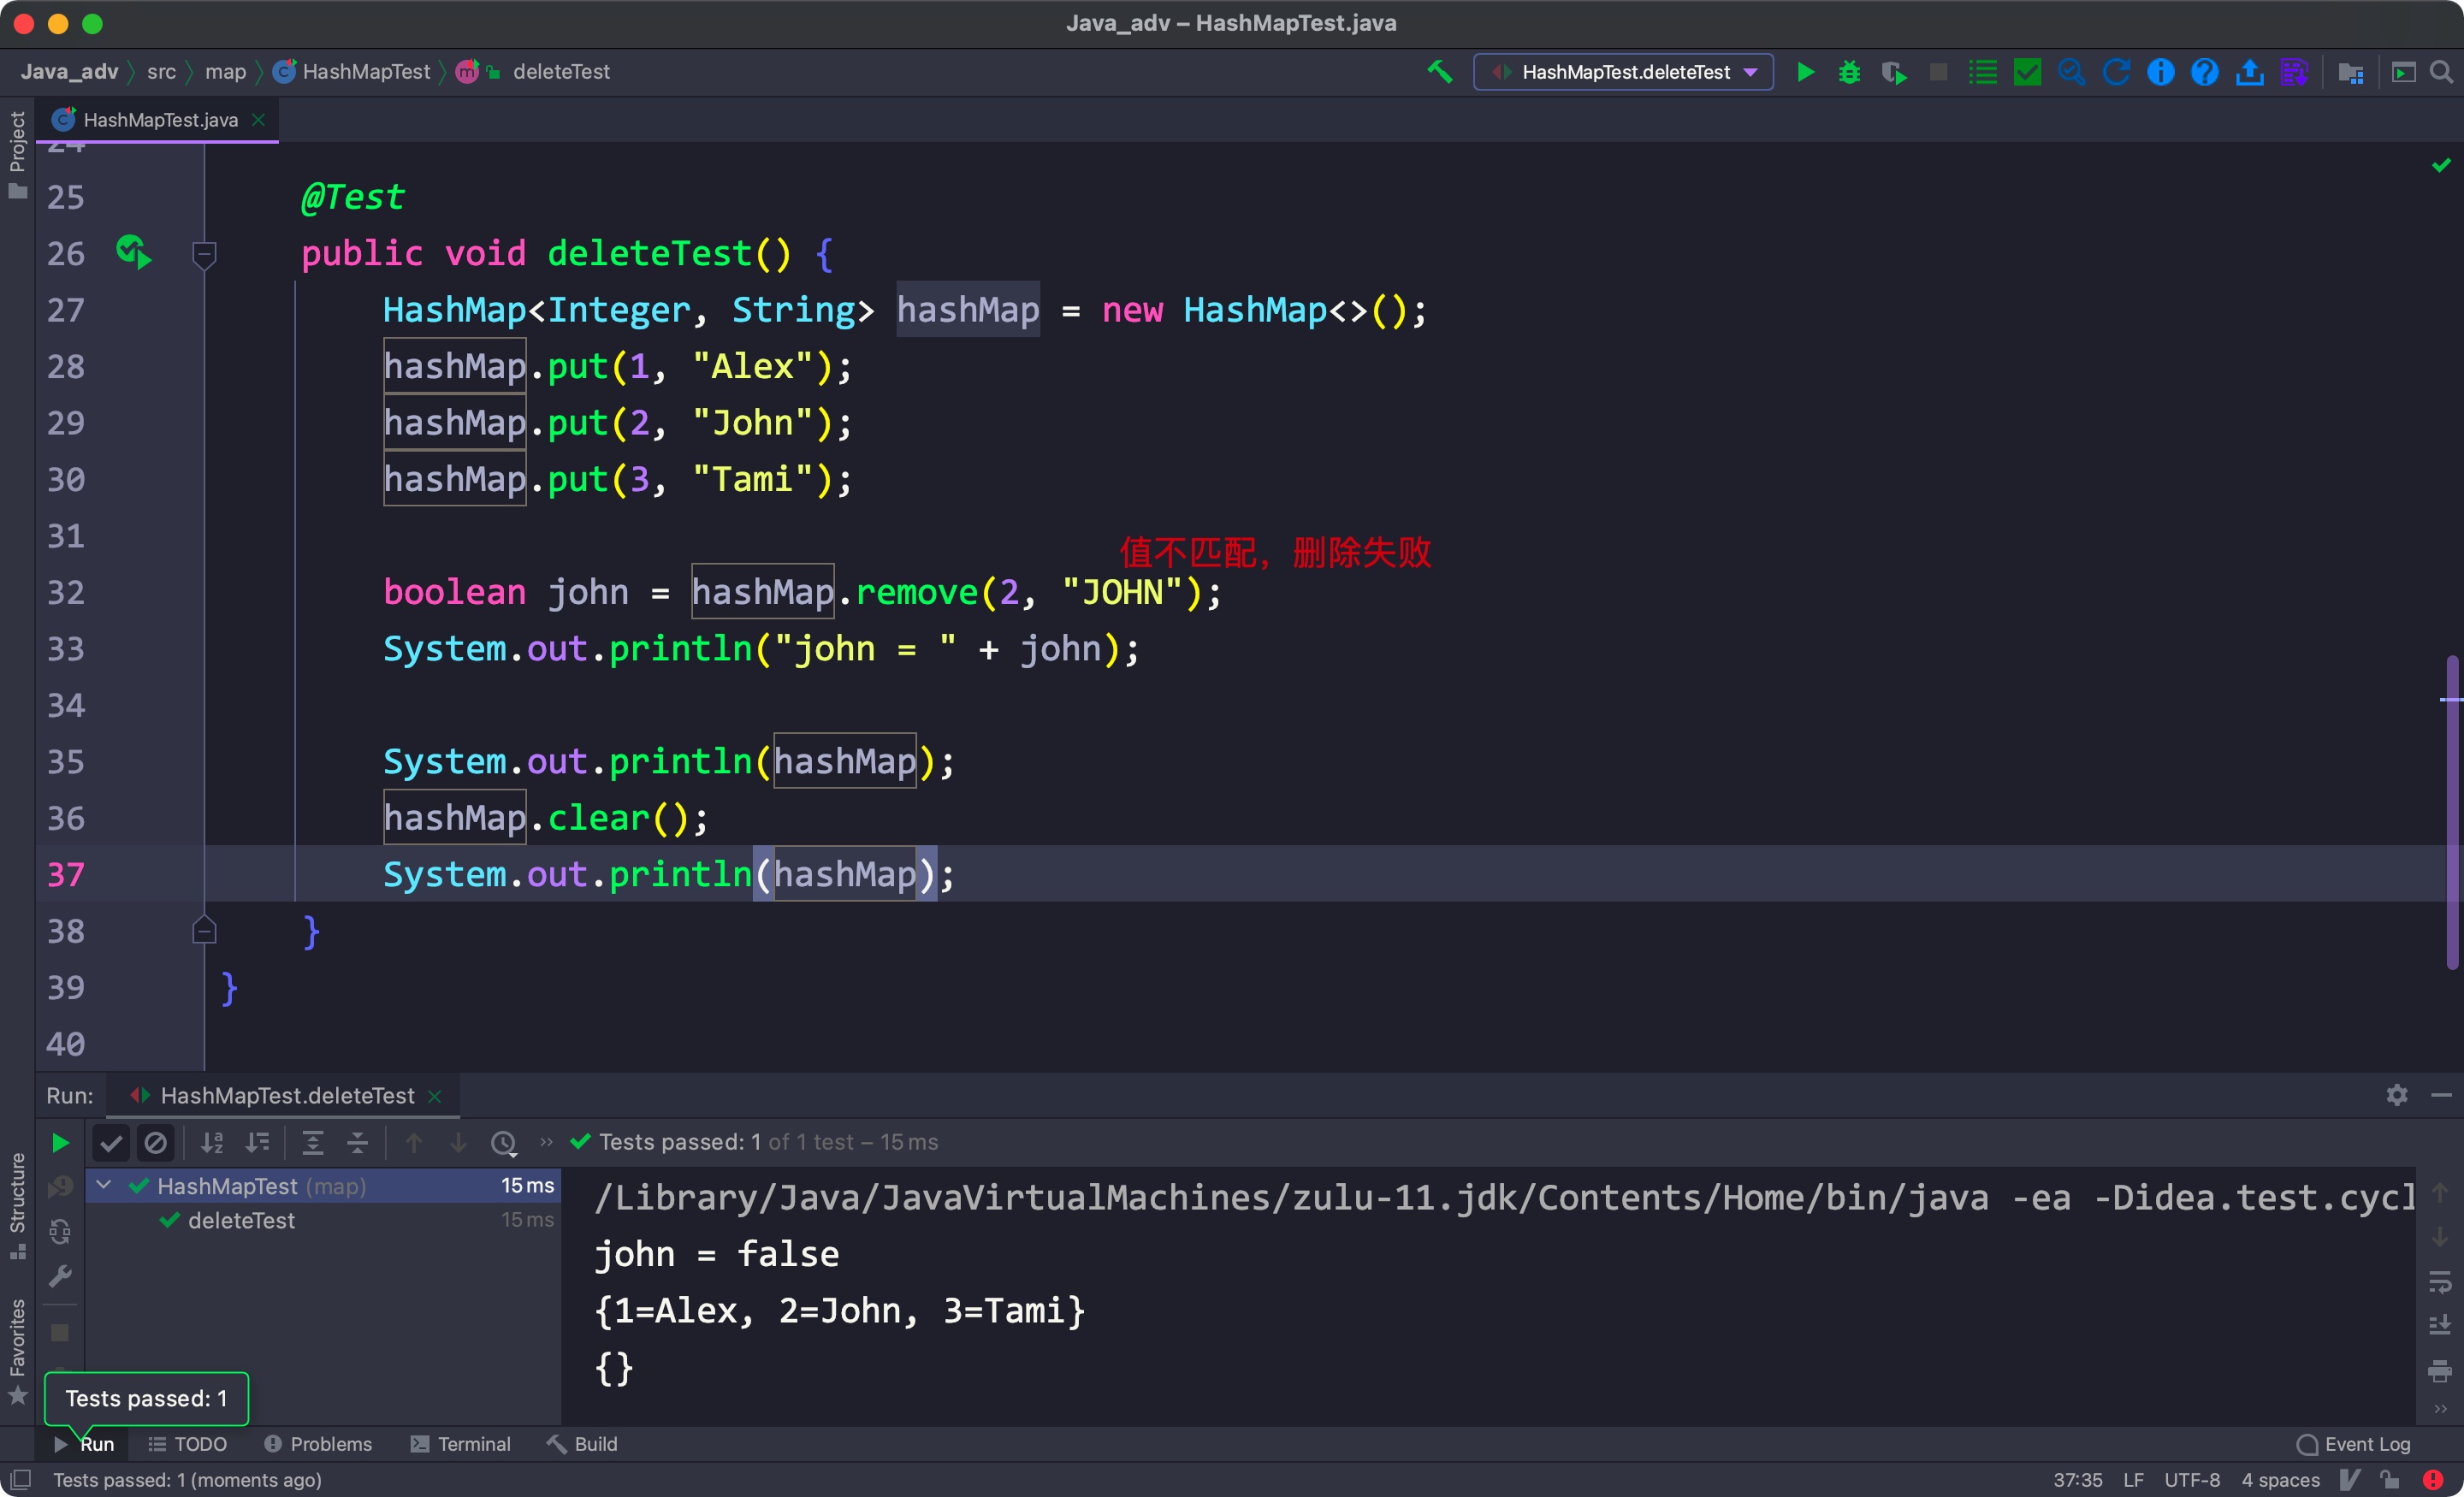 Java_adv – HashMapTest.java
Java_adv src map HashMapTest deleteTest
HashMapTest.deleteTest
Project
HashMapTest.java
24
25 @Test
26 public void deleteTest() {
27 HashMap<Integer, String> hashMap = new HashMap<>();
28 hashMap.put(1, "Alex");
29 hashMap.put(2, "John");
30 hashMap.put(3, "Tami");
31
值不匹配，删除失败
32 boolean john = hashMap.remove(2, "JOHN");
33 System.out.println("john = " + john);
34
35 System.out.println(hashMap);
36 hashMap.clear();
37 System.out.println(hashMap);
38 }
39 }
40
Run: HashMapTest.deleteTest
Tests passed: 1 of 1 test – 15 ms
HashMapTest (map) 15 ms
deleteTest 15 ms
/Library/Java/JavaVirtualMachines/zulu-11.jdk/Contents/Home/bin/java -ea -Didea.test.cycl
john = false
{1=Alex, 2=John, 3=Tami}
{}
Structure
Favorites
Tests passed: 1
Run TODO Problems Terminal Build Event Log
Tests passed: 1 (moments ago) 37:35 LF UTF-8 4 spaces